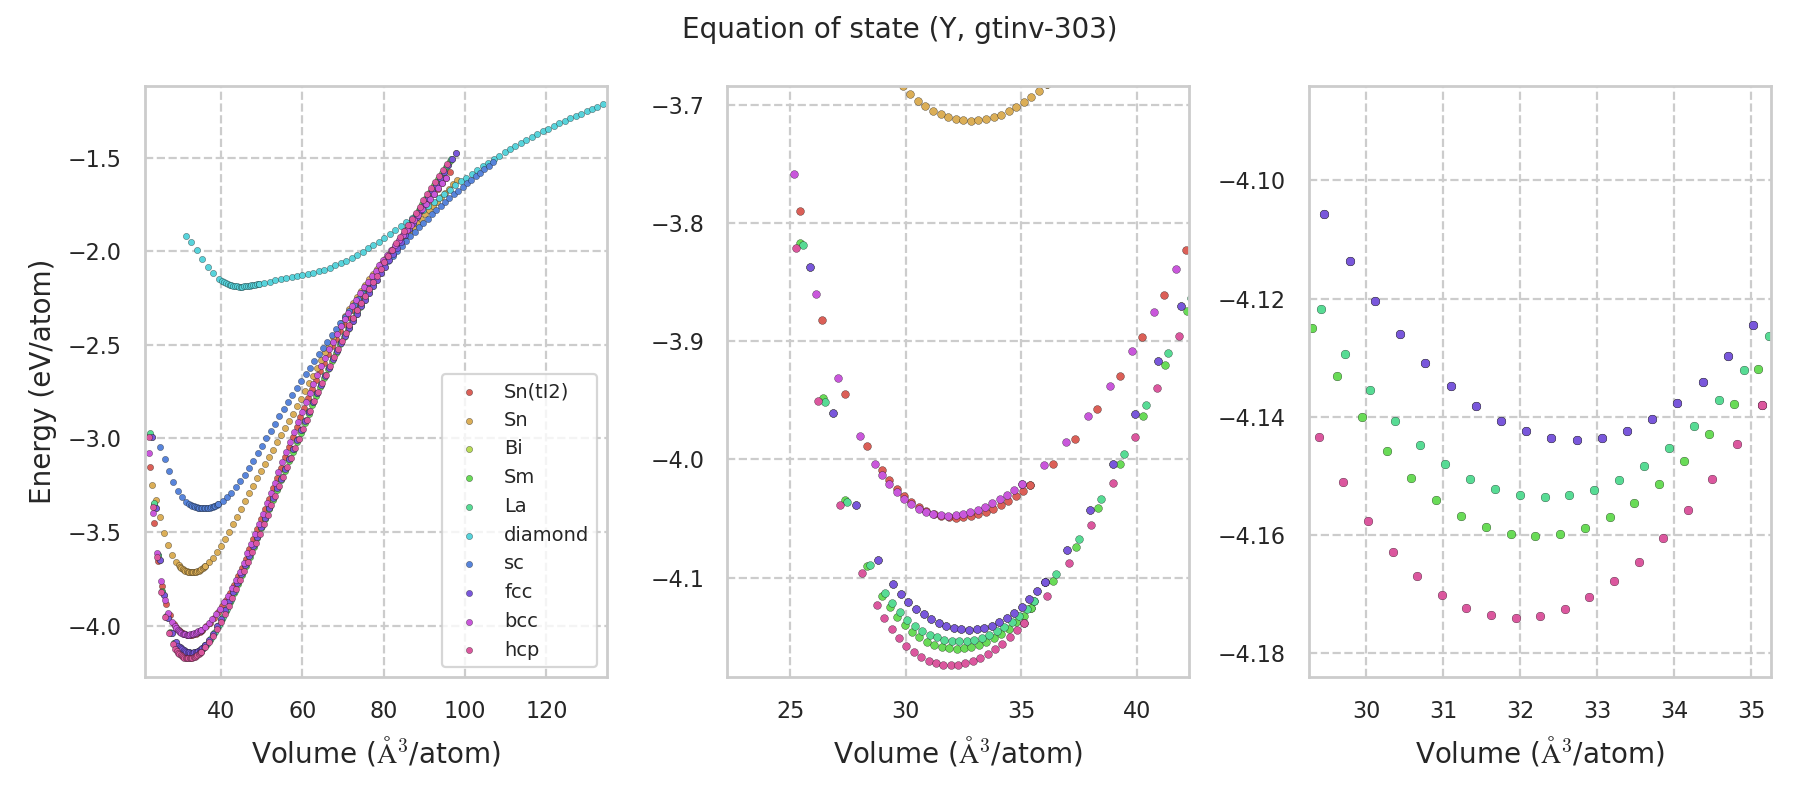 Equation of state (Y, gtinv-303)
Energy (eV/atom)
−1.5
−2.0
−2.5
−3.0
−3.5
−4.0
40 60 80 100 120
Volume (Å³/atom)
Sn(tI2)
Sn
Bi
Sm
La
diamond
sc
fcc
bcc
hcp
−3.7
−3.8
−3.9
−4.0
−4.1
25 30 35 40
Volume (Å³/atom)
−4.10
−4.12
−4.14
−4.16
−4.18
30 31 32 33 34 35
Volume (Å³/atom)